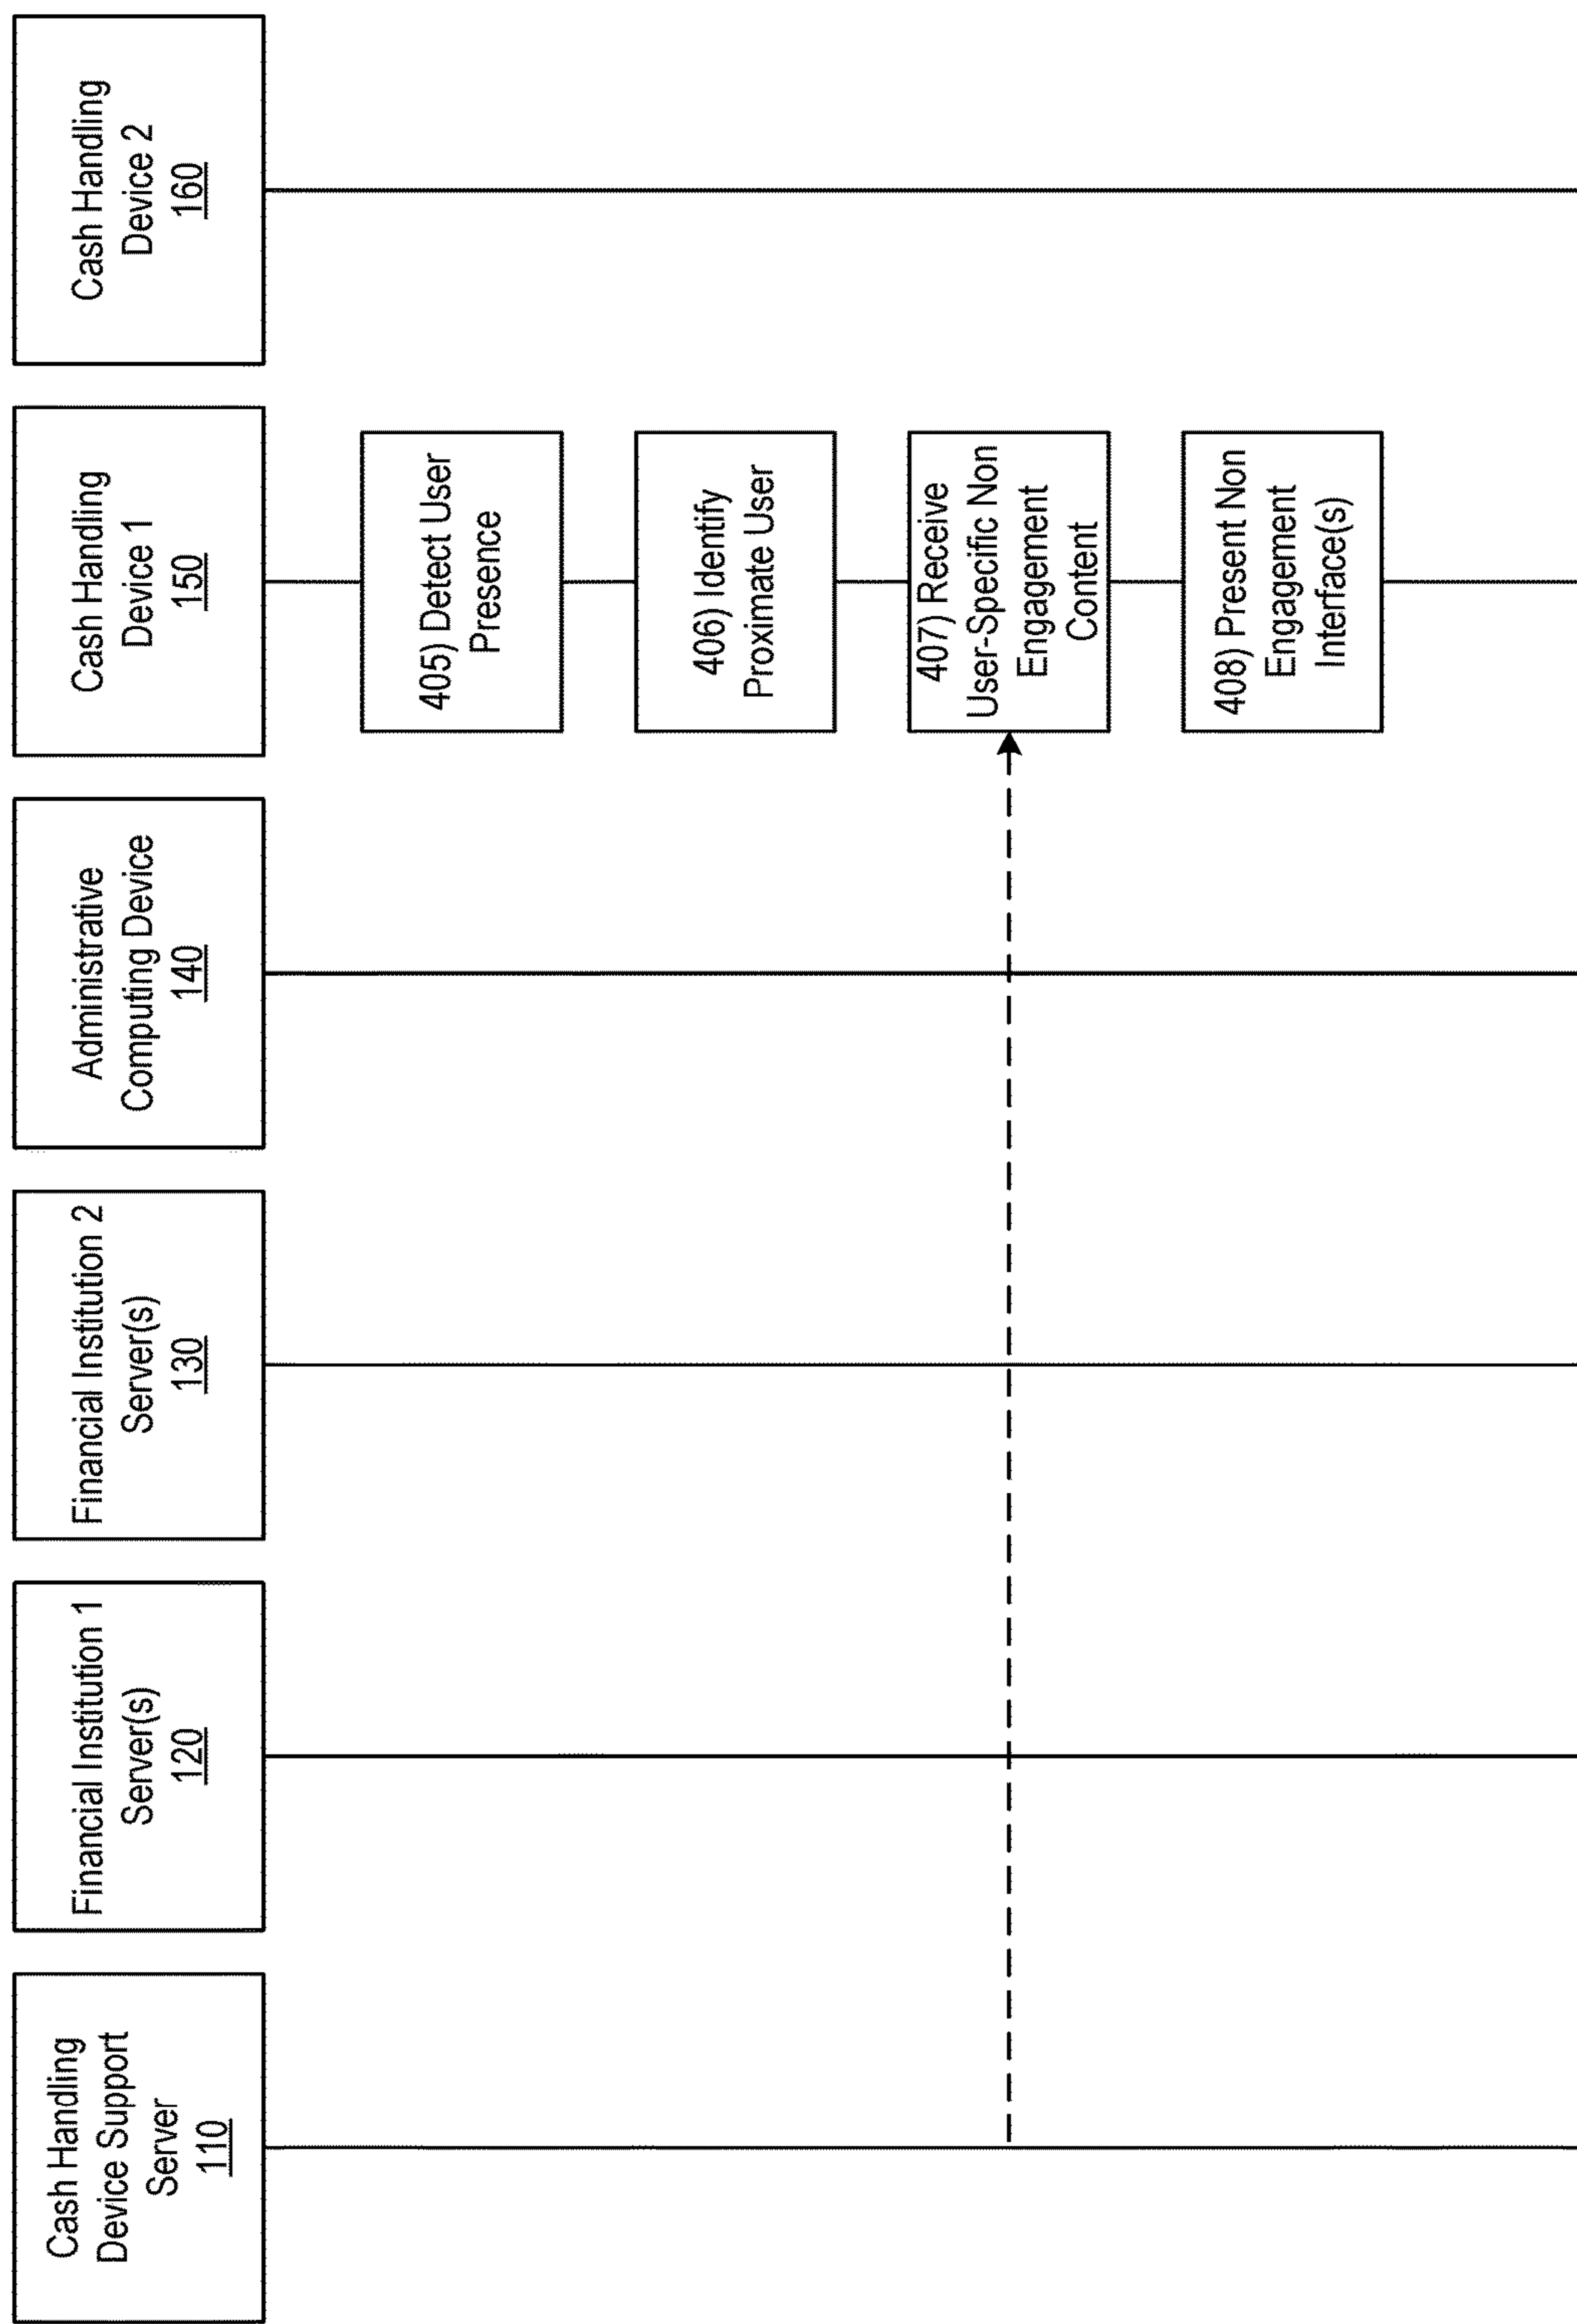 Cash Handling
Device Support
Server
110
Financial Institution 1
Server(s)
120
Financial Institution 2
Server(s)
130
Administrative
Computing Device
140
Cash Handling
Device 1
150
Cash Handling
Device 2
160
405) Detect User
Presence
406) Identify
Proximate User
407) Receive
User-Specific Non
Engagement
Content
408) Present Non
Engagement
Interface(s)